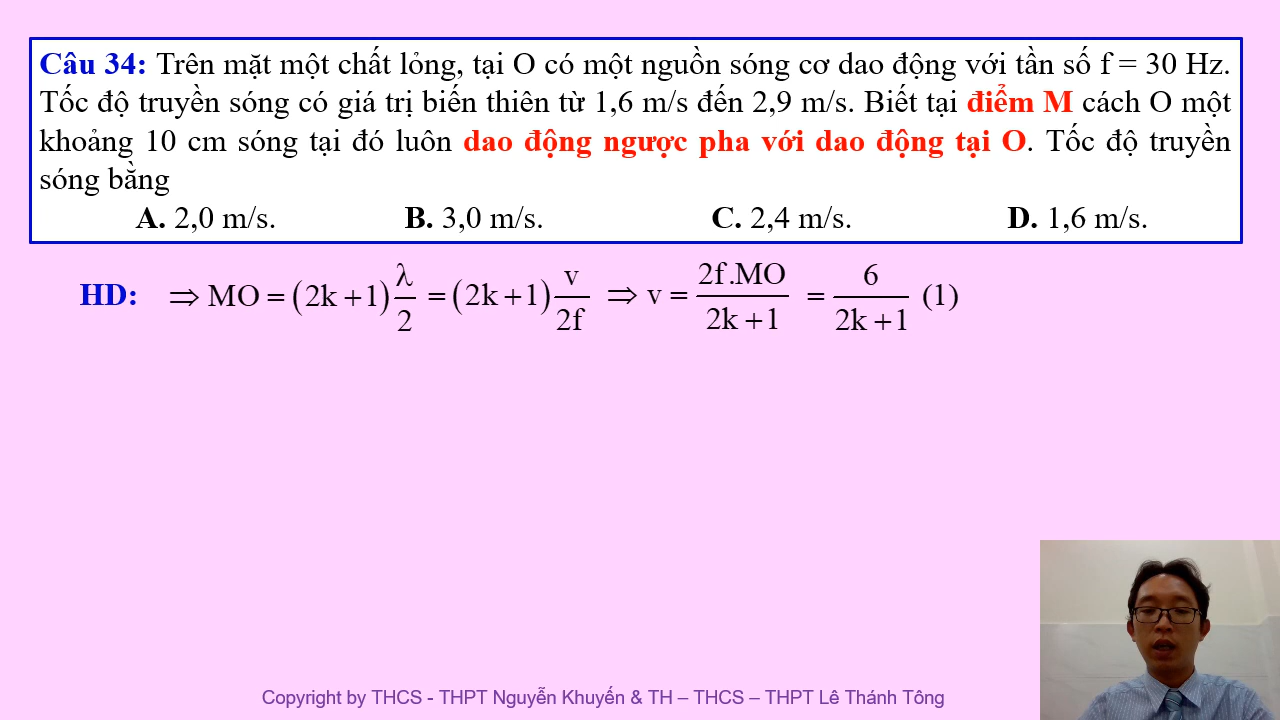 Câu 34: Trên mặt một chất lỏng, tại O có một nguồn sóng cơ dao động với tần số f = 30 Hz.
Tốc độ truyền sóng có giá trị biến thiên từ 1,6 m/s đến 2,9 m/s. Biết tại điểm M cách O một
khoảng 10 cm sóng tại đó luôn dao động ngược pha với dao động tại O. Tốc độ truyền
sóng bằng
A. 2,0 m/s. B. 3,0 m/s. C. 2,4 m/s. D. 1,6 m/s.
HD: ⇒ MO = (2k+1) λ/2 = (2k+1) v/2f ⇒ v = 2f.MO/2k+1 = 6/2k+1 (1)
Copyright by THCS - THPT Nguyễn Khuyến & TH – THCS – THPT Lê Thánh Tông